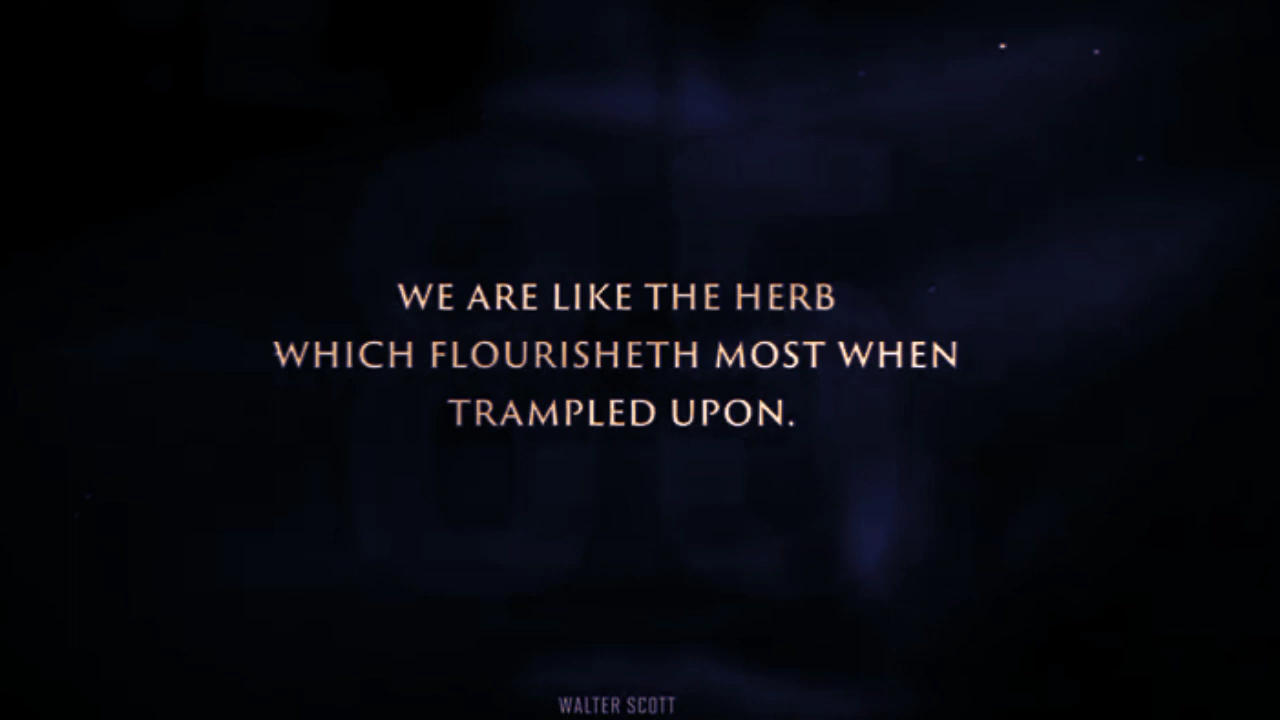 WE ARE LIKE THE HERB
WHICH FLOURISHETH MOST WHEN
TRAMPLED UPON.
WALTER SCOTT